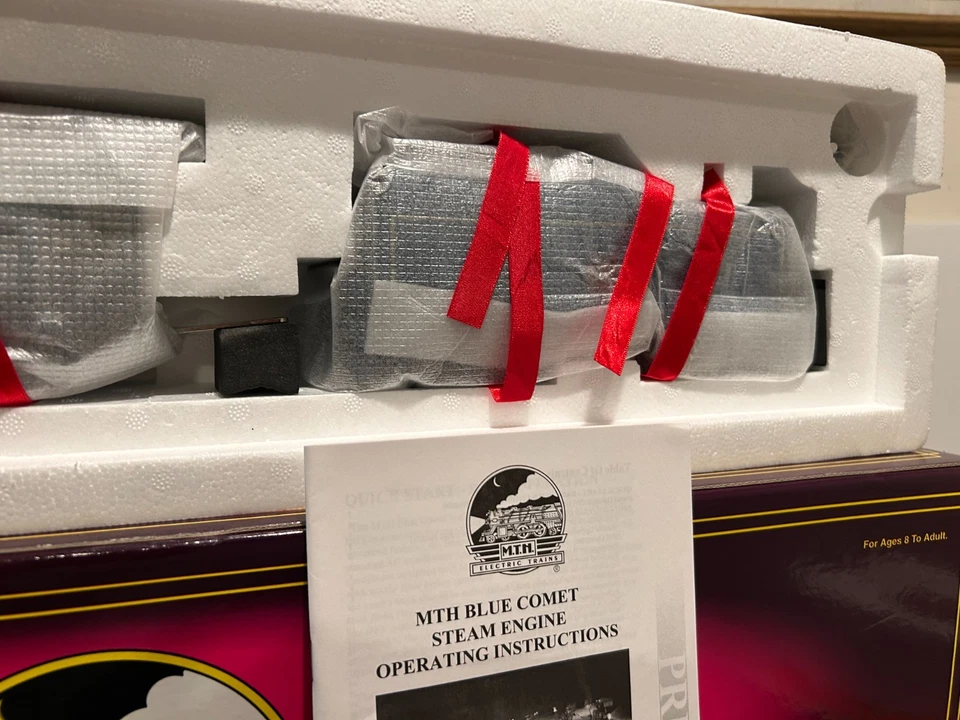 For Ages 8 To Adult.
M.T.H.
ELECTRIC TRAINS
®
MTH BLUE COMET
STEAM ENGINE
OPERATING INSTRUCTIONS